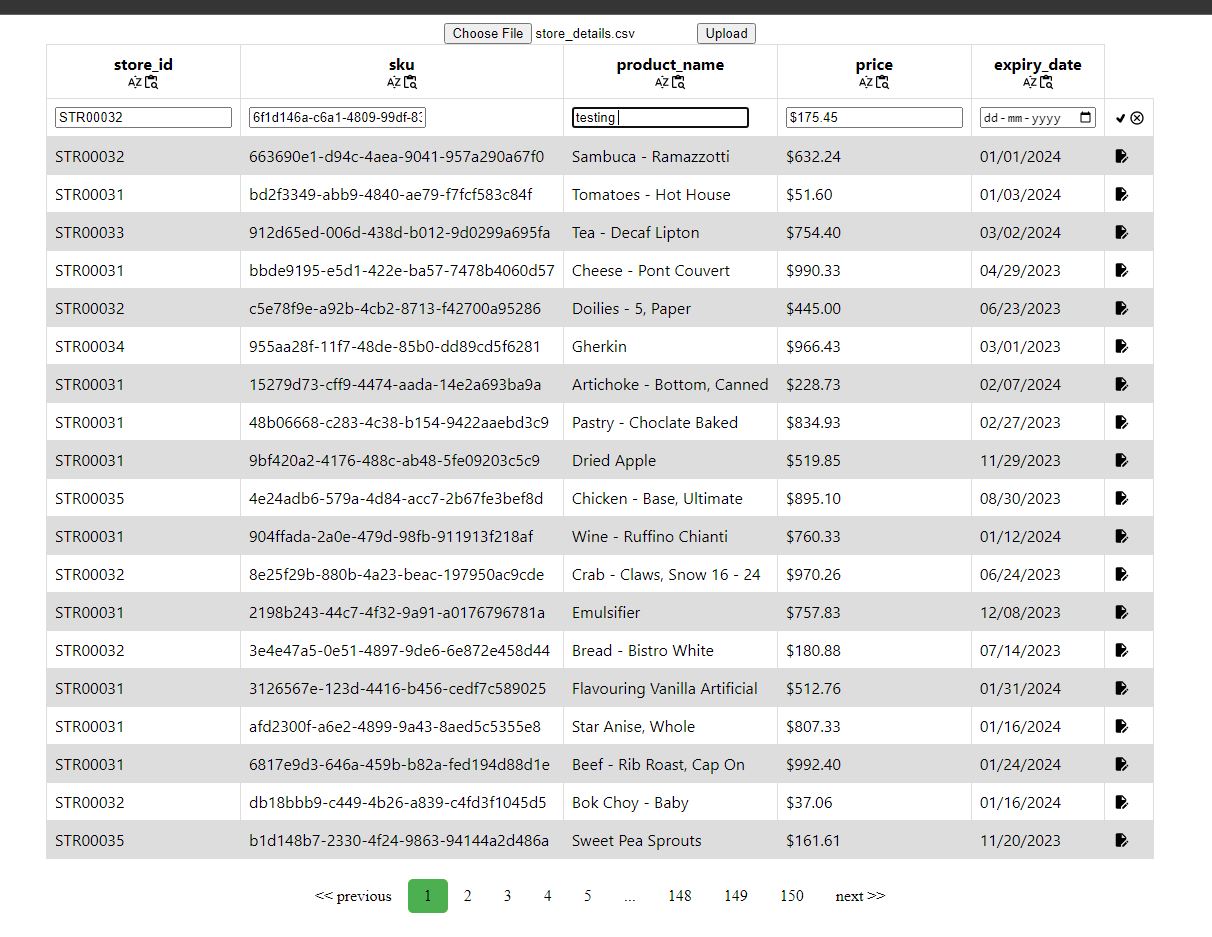 Choose File store_details.csv Upload
store_id sku product_name price expiry_date
STR00032 6f1d146a-c6a1-4809-99df-83 testing $175.45 dd-mm-yyyy
STR00032 663690e1-d94c-4aea-9041-957a290a67f0 Sambuca - Ramazzotti $632.24 01/01/2024
STR00031 bd2f3349-abb9-4840-ae79-f7fcf583c84f Tomatoes - Hot House $51.60 01/03/2024
STR00033 912d65ed-006d-438d-b012-9d0299a695fa Tea - Decaf Lipton $754.40 03/02/2024
STR00031 bbde9195-e5d1-422e-ba57-7478b4060d57 Cheese - Pont Couvert $990.33 04/29/2023
STR00032 c5e78f9e-a92b-4cb2-8713-f42700a95286 Doilies - 5, Paper $445.00 06/23/2023
STR00034 955aa28f-11f7-48de-85b0-dd89cd5f6281 Gherkin $966.43 03/01/2023
STR00031 15279d73-cff9-4474-aada-14e2a693ba9a Artichoke - Bottom, Canned $228.73 02/07/2024
STR00031 48b06668-c283-4c38-b154-9422aaebd3c9 Pastry - Choclate Baked $834.93 02/27/2023
STR00031 9bf420a2-4176-488c-ab48-5fe09203c5c9 Dried Apple $519.85 11/29/2023
STR00035 4e24adb6-579a-4d84-acc7-2b67fe3bef8d Chicken - Base, Ultimate $895.10 08/30/2023
STR00031 904ffada-2a0e-479d-98fb-911913f218af Wine - Ruffino Chianti $760.33 01/12/2024
STR00032 8e25f29b-880b-4a23-beac-197950ac9cde Crab - Claws, Snow 16 - 24 $970.26 06/24/2023
STR00031 2198b243-44c7-4f32-9a91-a0176796781a Emulsifier $757.83 12/08/2023
STR00032 3e4e47a5-0e51-4897-9de6-6e872e458d44 Bread - Bistro White $180.88 07/14/2023
STR00031 3126567e-123d-4416-b456-cedf7c589025 Flavouring Vanilla Artificial $512.76 01/31/2024
STR00031 afd2300f-a6e2-4899-9a43-8aed5c5355e8 Star Anise, Whole $807.33 01/16/2024
STR00031 6817e9d3-646a-459b-b82a-fed194d88d1e Beef - Rib Roast, Cap On $992.40 01/24/2024
STR00032 db18bbb9-c449-4b26-a839-c4fd3f1045d5 Bok Choy - Baby $37.06 01/16/2024
STR00035 b1d148b7-2330-4f24-9863-94144a2d486a Sweet Pea Sprouts $161.61 11/20/2023
<< previous 1 2 3 4 5 ... 148 149 150 next >>